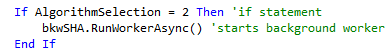 If AlgorithmSelection = 2 Then 'if statement
bkwSHA.RunWorkerAsync() 'starts background worker
End If